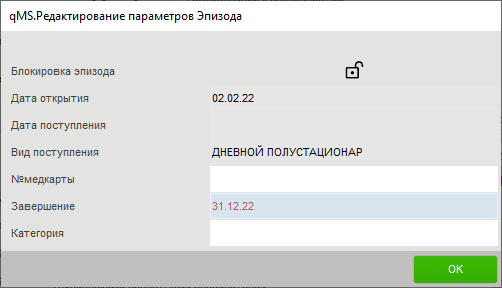 qMS.Редактирование параметров Эпизода
Блокировка эпизода
Дата открытия 02.02.22
Дата поступления
Вид поступления ДНЕВНОЙ ПОЛУСТАЦИОНАР
№медкарты
Завершение 31.12.22
Категория
ОК